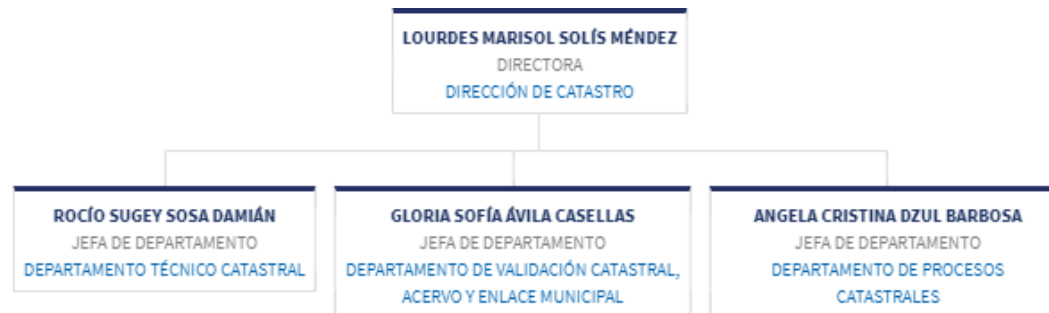 LOURDES MARISOL SOLÍS MÉNDEZ
DIRECTORA
DIRECCIÓN DE CATASTRO
ROCÍO SUGEY SOSA DAMIÁN
JEFA DE DEPARTAMENTO
DEPARTAMENTO TÉCNICO CATASTRAL
GLORIA SOFÍA ÁVILA CASELLAS
JEFA DE DEPARTAMENTO
DEPARTAMENTO DE VALIDACIÓN CATASTRAL,
ACERVO Y ENLACE MUNICIPAL
ANGELA CRISTINA DZUL BARBOSA
JEFA DE DEPARTAMENTO
DEPARTAMENTO DE PROCESOS
CATASTRALES